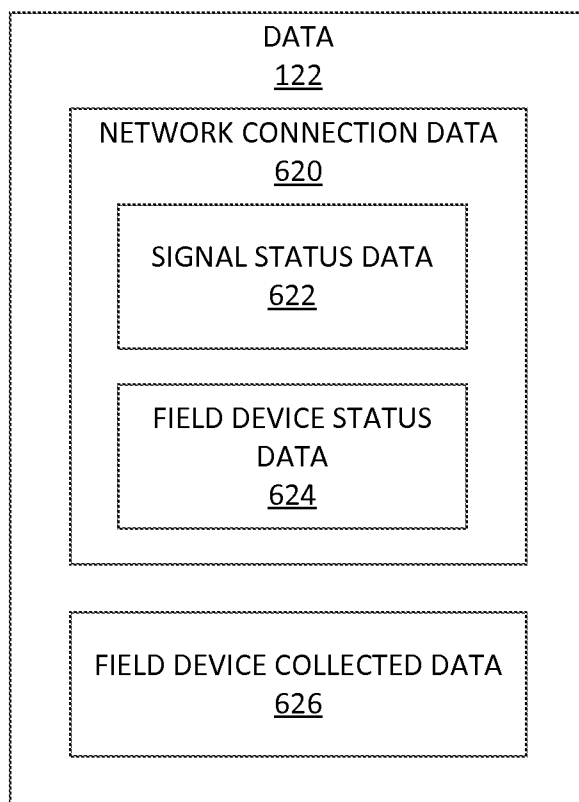 DATA
122
NETWORK CONNECTION DATA
620
SIGNAL STATUS DATA
622
FIELD DEVICE STATUS
DATA
624
FIELD DEVICE COLLECTED DATA
626